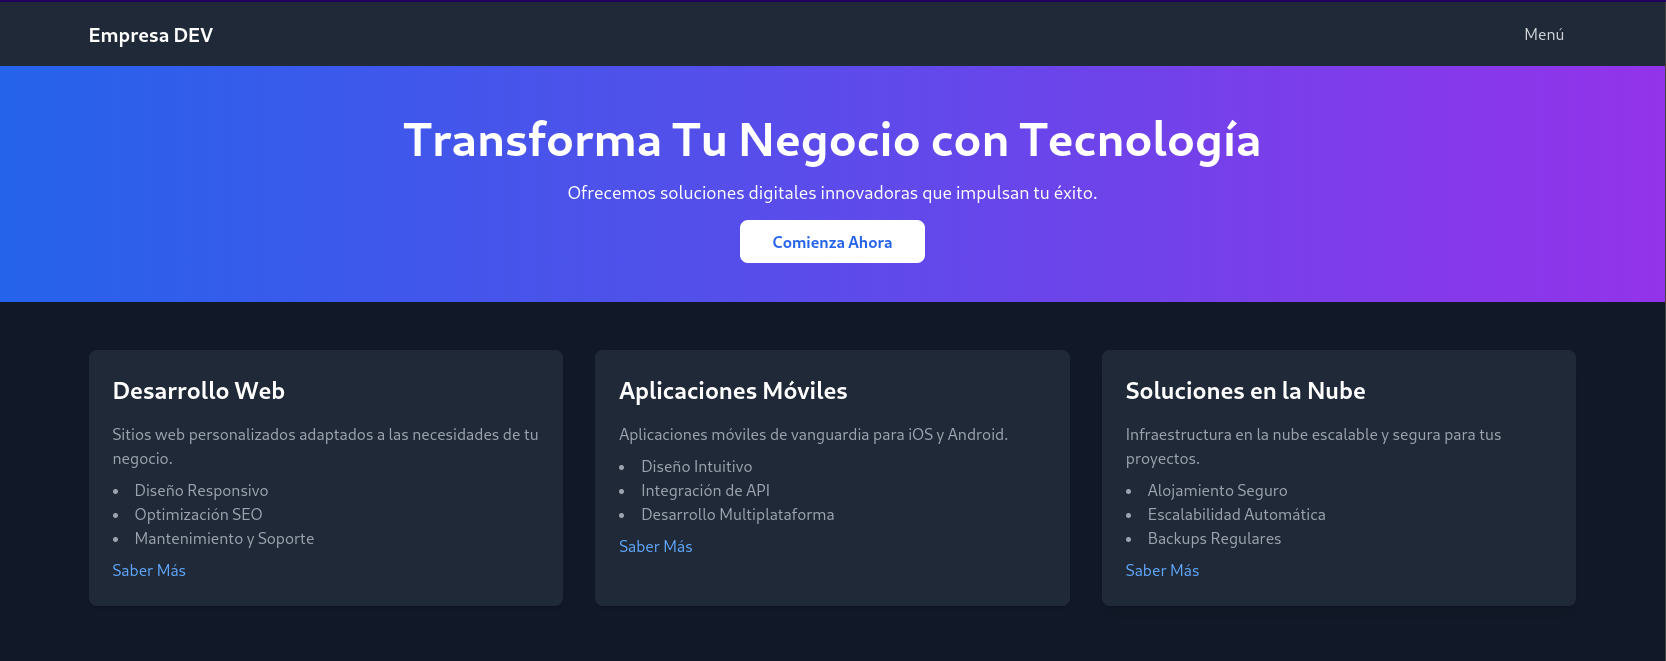 Empresa DEV
Menú
Transforma Tu Negocio con Tecnología
Ofrecemos soluciones digitales innovadoras que impulsan tu éxito.
Comienza Ahora
Desarrollo Web
Sitios web personalizados adaptados a las necesidades de tu
negocio.
• Diseño Responsivo
• Optimización SEO
• Mantenimiento y Soporte
Saber Más
Aplicaciones Móviles
Aplicaciones móviles de vanguardia para iOS y Android.
• Diseño Intuitivo
• Integración de API
• Desarrollo Multiplataforma
Saber Más
Soluciones en la Nube
Infraestructura en la nube escalable y segura para tus
proyectos.
• Alojamiento Seguro
• Escalabilidad Automática
• Backups Regulares
Saber Más